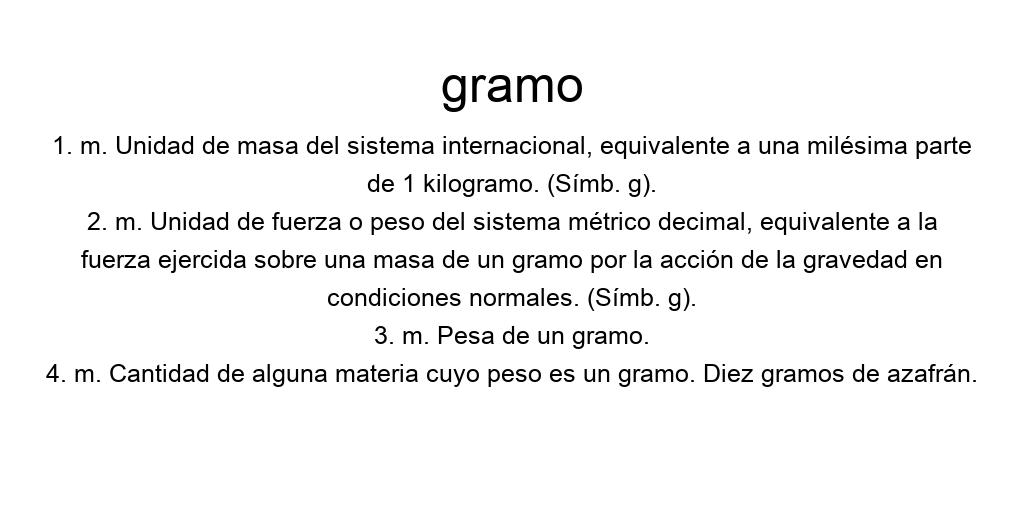 gramo
1. m. Unidad de masa del sistema internacional, equivalente a una milésima parte
de 1 kilogramo. (Símb. g).
2. m. Unidad de fuerza o peso del sistema métrico decimal, equivalente a la
fuerza ejercida sobre una masa de un gramo por la acción de la gravedad en
condiciones normales. (Símb. g).
3. m. Pesa de un gramo.
4. m. Cantidad de alguna materia cuyo peso es un gramo. Diez gramos de azafrán.